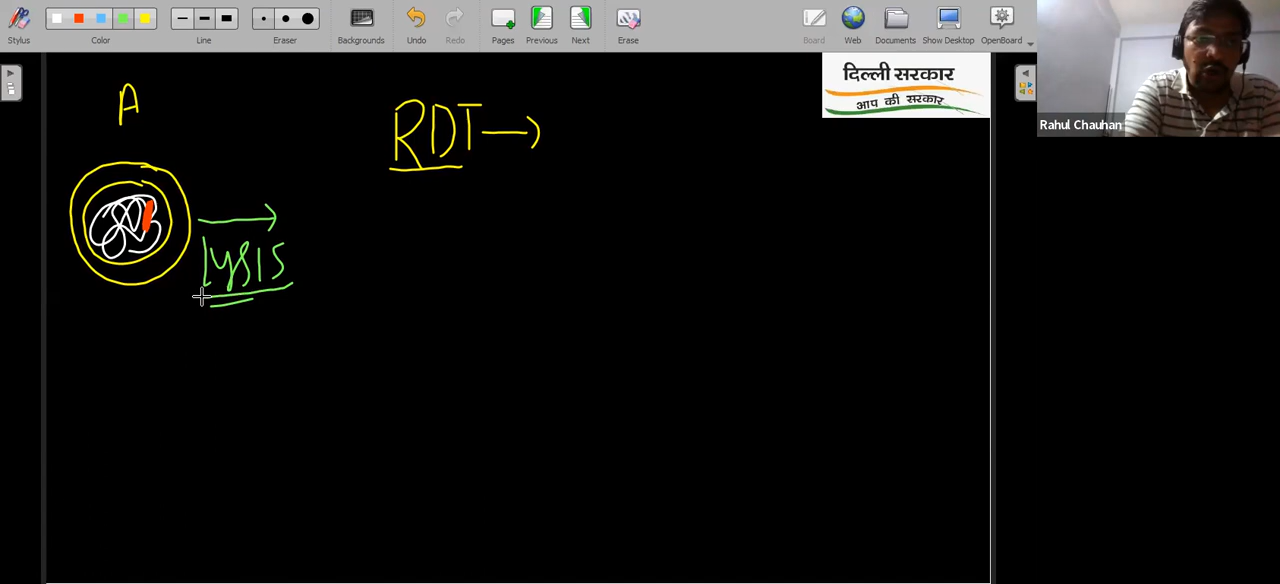 Stylus
Color
Line
Eraser
Backgrounds
Undo
Redo
Pages
Previous
Next
Erase
Board
Web
Documents
Show Desktop
OpenBoard
दिल्ली सरकार
आप की सरकार
Rahul Chauhan
A
RDT →
lysis